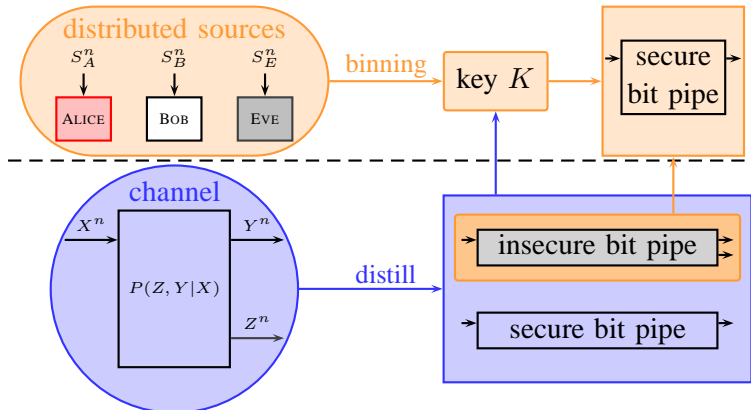 distributed sources
S_A^n S_B^n S_E^n
ALICE BOB EVE
binning
key K
secure
bit pipe
channel
X^n
P(Z, Y|X)
Y^n
Z^n
distill
insecure bit pipe
secure bit pipe